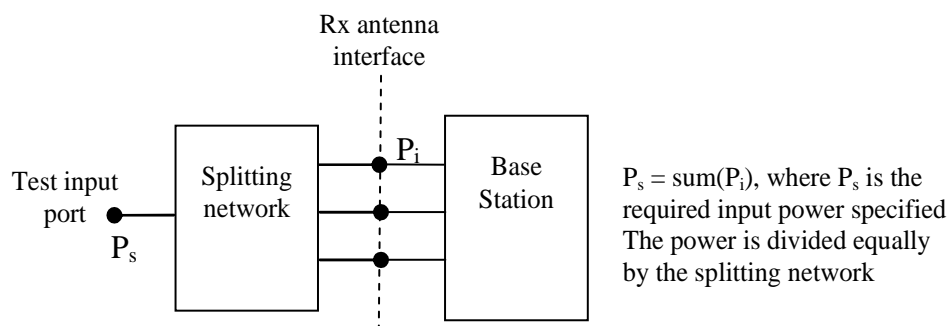 Rx antenna
interface
Test input
port
Pₛ
Splitting
network
Pᵢ
Base
Station
Pₛ = sum(Pᵢ), where Pₛ is the
required input power specified
The power is divided equally
by the splitting network